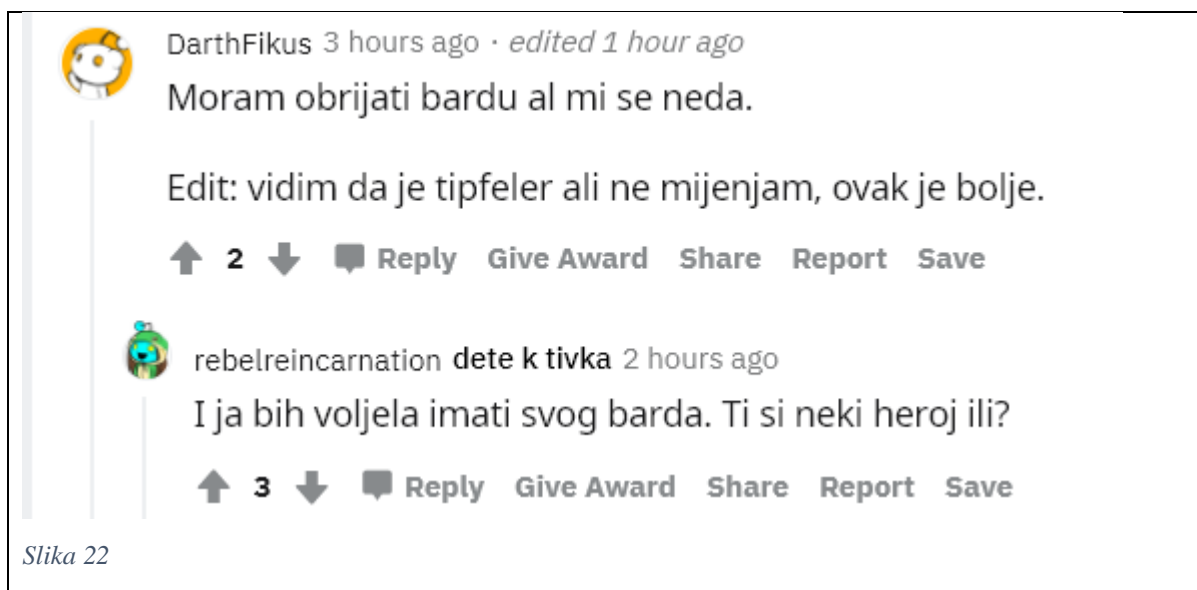 DarthFikus 3 hours ago · edited 1 hour ago
Moram obrijati bardu al mi se neda.
Edit: vidim da je tipfeler ali ne mijenjam, ovak je bolje.
2 Reply Give Award Share Report Save
rebelreincarnation dete k tivka 2 hours ago
I ja bih voljela imati svog barda. Ti si neki heroj ili?
3 Reply Give Award Share Report Save
Slika 22